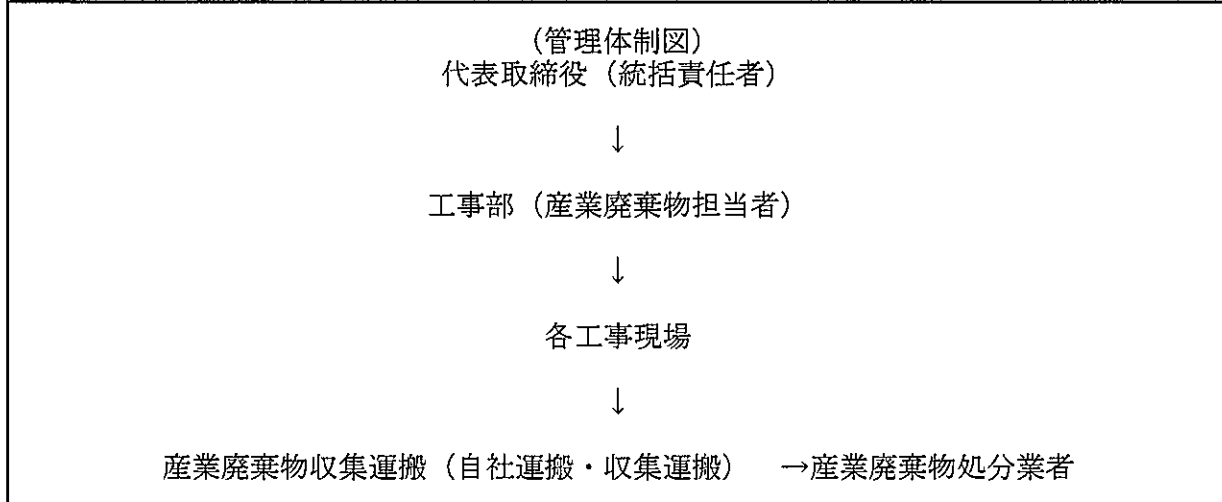 (管理体制図)
代表取締役（統括責任者）
↓
工事部（産業廃棄物担当者）
↓
各工事現場
↓
産業廃棄物収集運搬（自社運搬・収集運搬）　→産業廃棄物処分業者